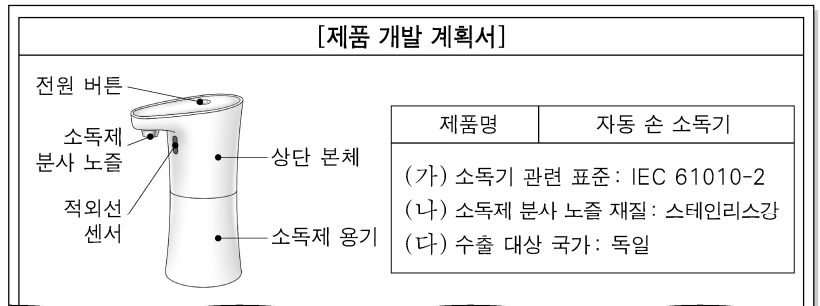 [제품 개발 계획서]
전원 버튼
소독제
분사 노즐
적외선
센서
상단 본체
소독제 용기
제품명 자동 손 소독기
(가) 소독기 관련 표준: IEC 61010-2
(나) 소독제 분사 노즐 재질: 스테인리스강
(다) 수출 대상 국가: 독일